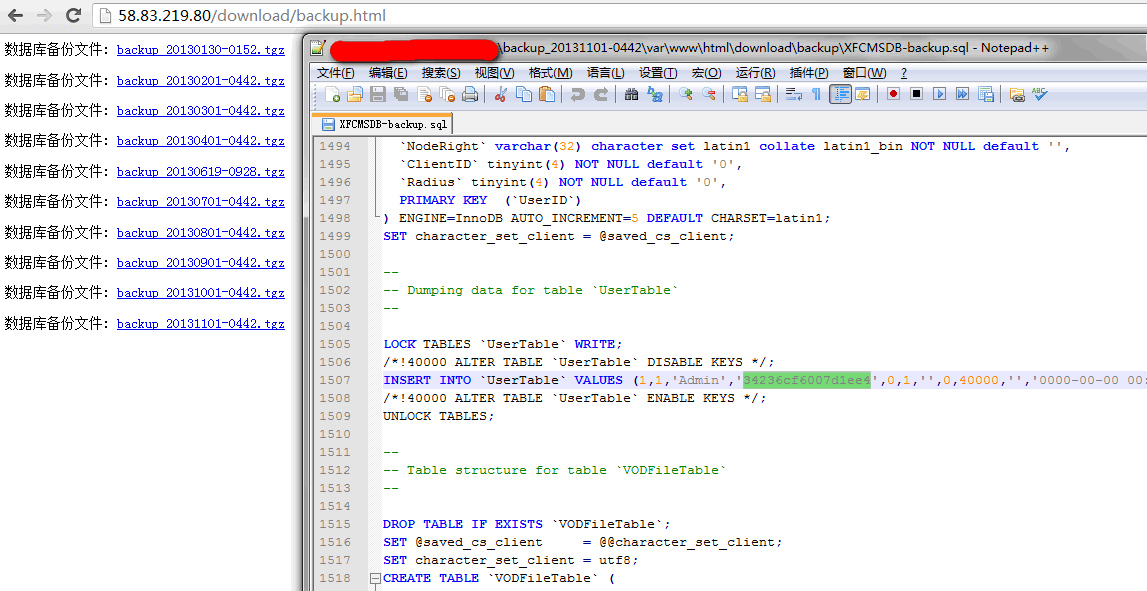 58.83.219.80/download/backup.html
数据库备份文件: backup_20130130-0152.tgz
数据库备份文件: backup_20130201-0442.tgz
数据库备份文件: backup_20130301-0442.tgz
数据库备份文件: backup_20130401-0442.tgz
数据库备份文件: backup_20130619-0928.tgz
数据库备份文件: backup_20130701-0442.tgz
数据库备份文件: backup_20130801-0442.tgz
数据库备份文件: backup_20130901-0442.tgz
数据库备份文件: backup_20131001-0442.tgz
数据库备份文件: backup_20131101-0442.tgz
\backup_20131101-0442\var\www\html\download\backup\XFCMSDB-backup.sql - Notepad++
文件(F) 编辑(E) 搜索(S) 视图(V) 格式(M) 语言(L) 设置(T) 宏(O) 运行(R) 插件(P) 窗口(W) ?
XFCMSDB-backup.sql
1494 `NodeRight` varchar(32) character set latin1 collate latin1_bin NOT NULL default '',
1495 `ClientID` tinyint(4) NOT NULL default '0',
1496 `Radius` tinyint(4) NOT NULL default '0',
1497 PRIMARY KEY (`UserID`)
1498 ) ENGINE=InnoDB AUTO_INCREMENT=5 DEFAULT CHARSET=latin1;
1499 SET character_set_client = @saved_cs_client;
1500
1501 --
1502 -- Dumping data for table `UserTable`
1503 --
1504
1505 LOCK TABLES `UserTable` WRITE;
1506 /*!40000 ALTER TABLE `UserTable` DISABLE KEYS */;
1507 INSERT INTO `UserTable` VALUES (1,1,'Admin','34236cf6007d1ee4',0,1,'',0,40000,'','0000-00-00 00:
1508 /*!40000 ALTER TABLE `UserTable` ENABLE KEYS */;
1509 UNLOCK TABLES;
1510
1511 --
1512 -- Table structure for table `VODFileTable`
1513 --
1514
1515 DROP TABLE IF EXISTS `VODFileTable`;
1516 SET @saved_cs_client = @@character_set_client;
1517 SET character_set_client = utf8;
1518 CREATE TABLE `VODFileTable` (